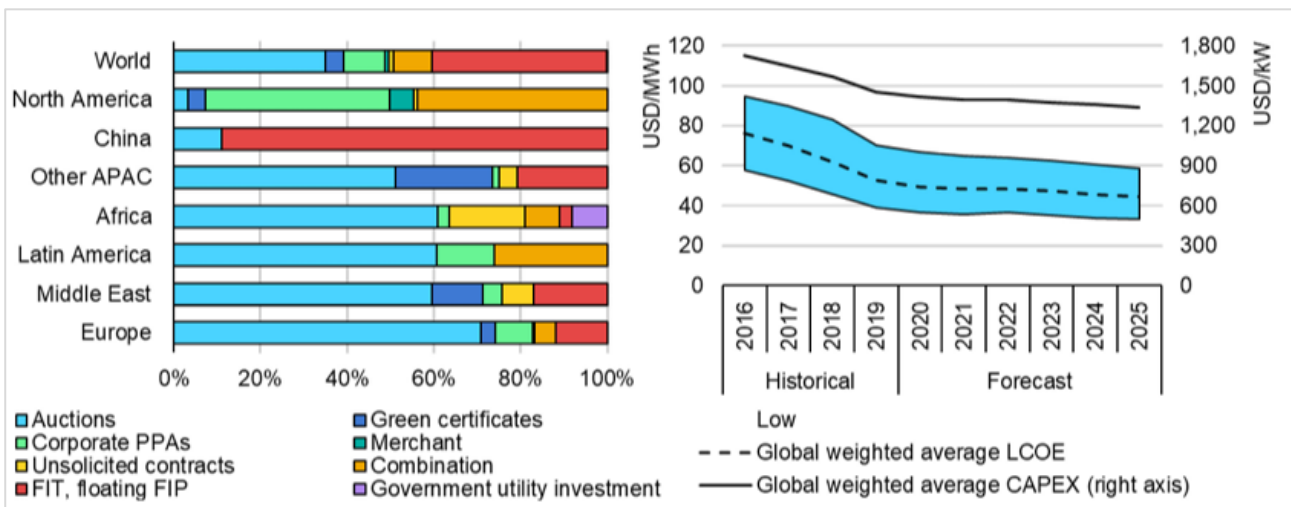 World
North America
China
Other APAC
Africa
Latin America
Middle East
Europe
0% 20% 40% 60% 80% 100%
Auctions
Green certificates
Corporate PPAs
Merchant
Unsolicited contracts
Combination
FIT, floating FIP
Government utility investment
USD/MWh
120
100
80
60
40
20
0
USD/kW
1,800
1,500
1,200
900
600
300
0
2016 2017 2018 2019 2020 2021 2022 2023 2024 2025
Historical Forecast
Low
Global weighted average LCOE
Global weighted average CAPEX (right axis)